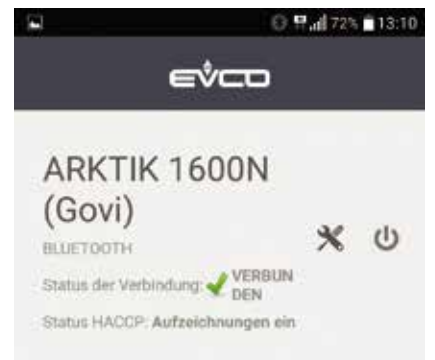 72% 13:10
evco
ARKTIK 1600N
(Govi)
BLUETOOTH
Status der Verbindung: VERBUN
DEN
Status HACCP: Aufzeichnungen ein